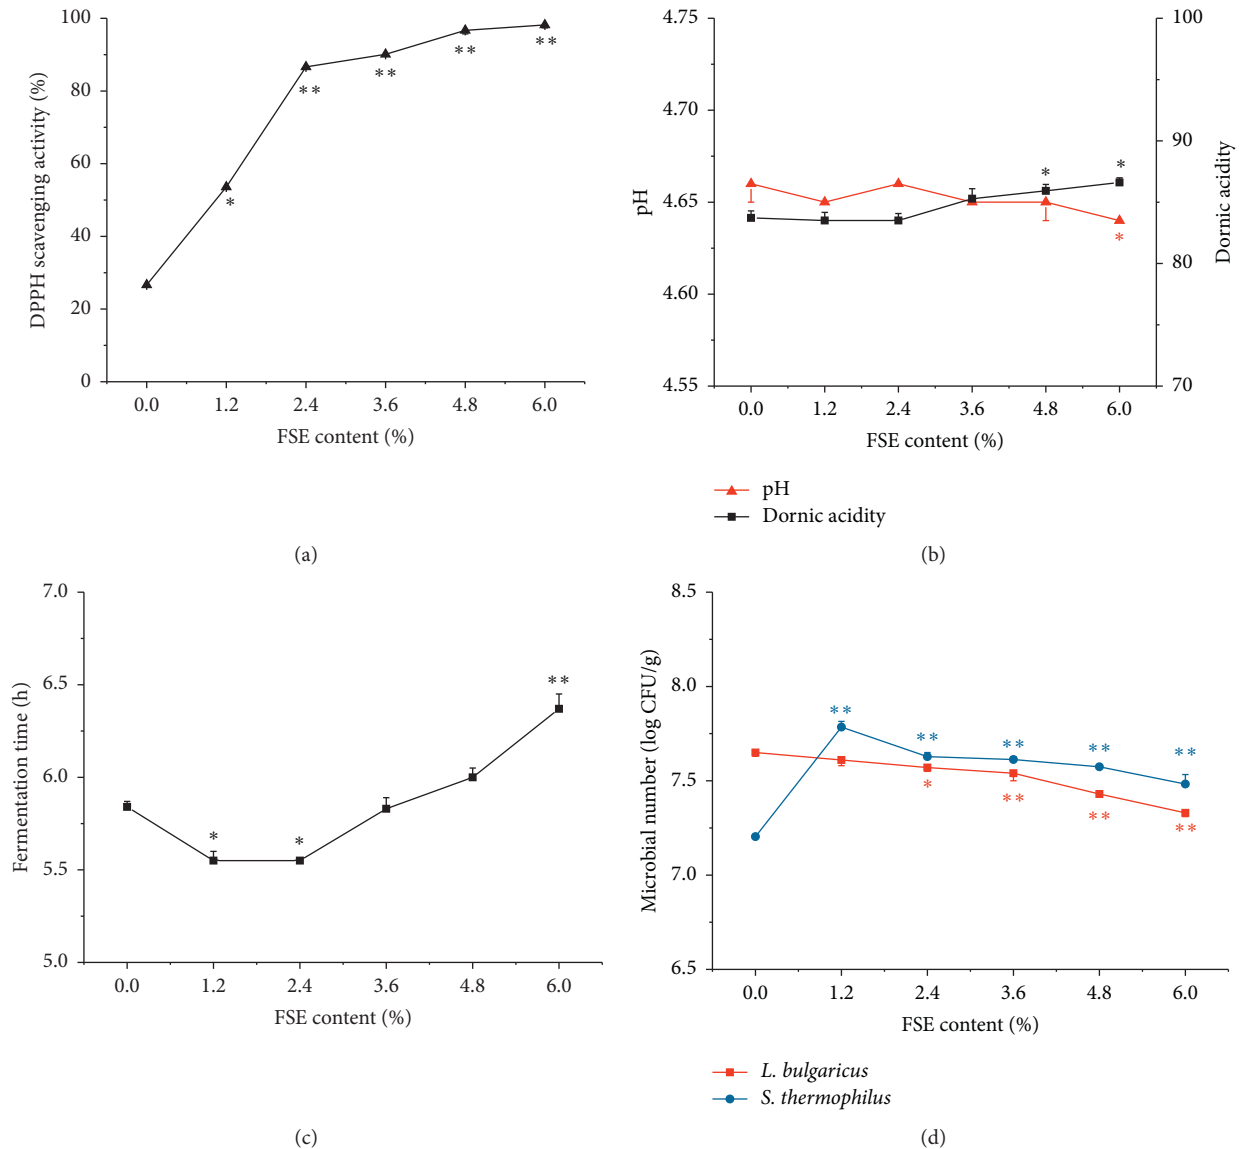 100
80
60
40
20
0
DPPH scavenging activity (%)
*
**
**
**
**
0.0 1.2 2.4 3.6 4.8 6.0
FSE content (%)
(a)
4.75
4.70
4.65
4.60
4.55
pH
100
90
80
70
Dornic acidity
*
*
*
0.0 1.2 2.4 3.6 4.8 6.0
FSE content (%)
pH
Dornic acidity
(b)
7.0
6.5
6.0
5.5
5.0
Fermentation time (h)
*
*
**
0.0 1.2 2.4 3.6 4.8 6.0
FSE content (%)
(c)
8.5
8.0
7.5
7.0
6.5
Microbial number (log CFU/g)
** ** ** ** **
* ** ** **
0.0 1.2 2.4 3.6 4.8 6.0
FSE content (%)
L. bulgaricus
S. thermophilus
(d)